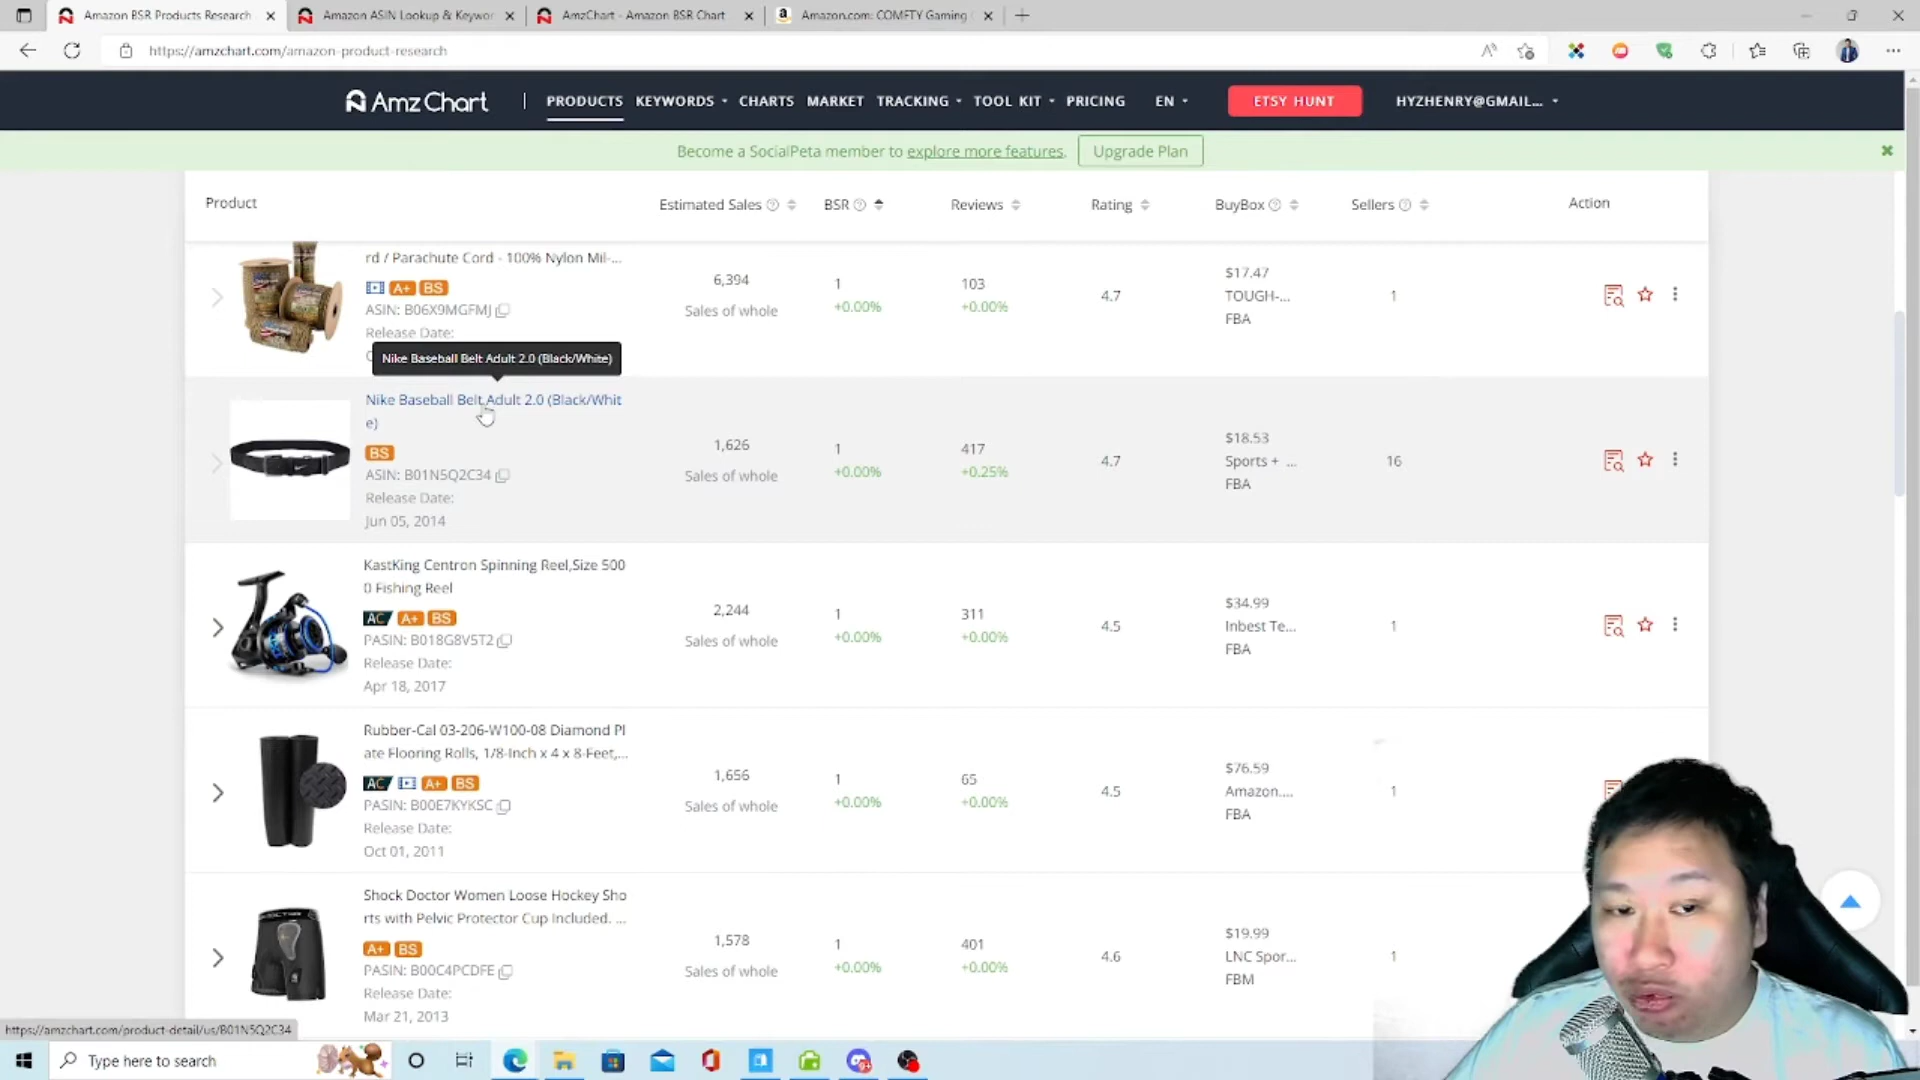 Amazon BSR Products Research
Amazon ASIN Lookup & Keywor
AmzChart - Amazon BSR Chart
Amazon.com: COMFTY Gaming
https://amzchart.com/amazon-product-research
AmzChart
PRODUCTS KEYWORDS CHARTS MARKET TRACKING TOOL KIT PRICING EN ETSY HUNT HYZHENRY@GMAIL...
Become a SocialPeta member to explore more features. Upgrade Plan
Product Estimated Sales BSR Reviews Rating BuyBox Sellers Action
rd / Parachute Cord - 100% Nylon Mil-...
A+ BS
ASIN: B06X9MGFMJ
Release Date:
6,394
Sales of whole
1
+0.00%
103
+0.00%
4.7
$17.47
TOUGH-...
FBA
1
Nike Baseball Belt Adult 2.0 (Black/White)
Nike Baseball Belt Adult 2.0 (Black/Whit
e)
BS
ASIN: B01N5Q2C34
Release Date:
Jun 05, 2014
1,626
Sales of whole
1
+0.00%
417
+0.25%
4.7
$18.53
Sports + ...
FBA
16
KastKing Centron Spinning Reel,Size 500
0 Fishing Reel
AC A+ BS
PASIN: B018G8V5T2
Release Date:
Apr 18, 2017
2,244
Sales of whole
1
+0.00%
311
+0.00%
4.5
$34.99
Inbest Te...
FBA
1
Rubber-Cal 03-206-W100-08 Diamond Pl
ate Flooring Rolls, 1/8-Inch x 4 x 8-Feet,...
AC A+ BS
PASIN: B00E7KYKSC
Release Date:
Oct 01, 2011
1,656
Sales of whole
1
+0.00%
65
+0.00%
4.5
$76.59
Amazon....
FBA
1
Shock Doctor Women Loose Hockey Sho
rts with Pelvic Protector Cup Included. ...
A+ BS
PASIN: B00C4PCDFE
Release Date:
Mar 21, 2013
1,578
Sales of whole
1
+0.00%
401
+0.00%
4.6
$19.99
LNC Spor...
FBM
1
https://amzchart.com/product-detail/us/B01N5Q2C34
Type here to search